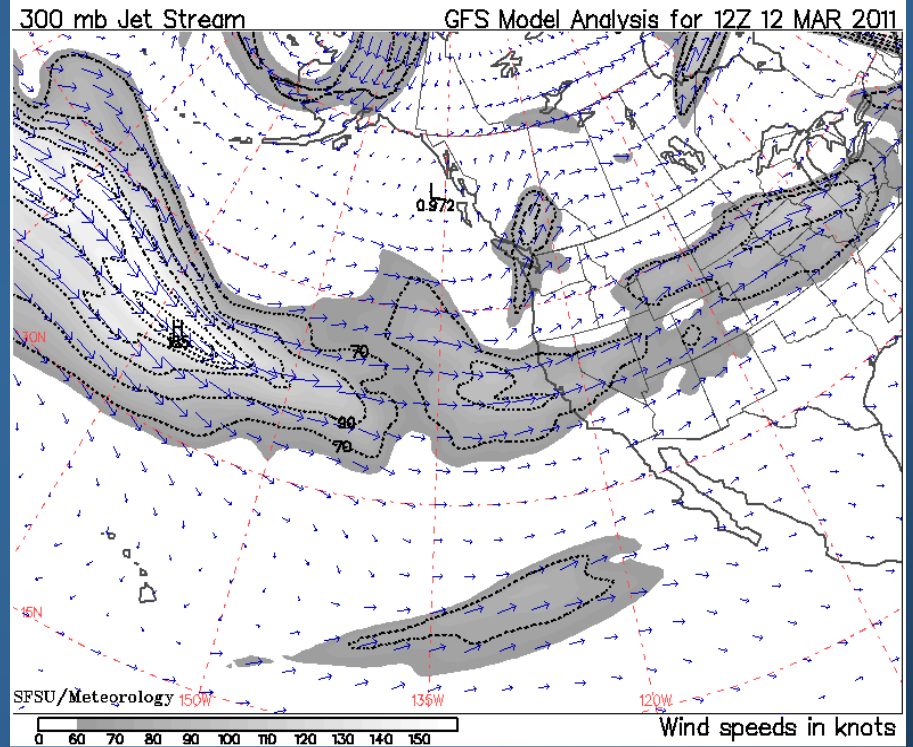 300 mb Jet Stream
GFS Model Analysis for 12Z 12 MAR 2011
L
0.972
H
30N
70
90
70
15N
SFSU/Meteorology
150W
135W
120W
0 60 70 80 90 100 110 120 130 140 150
Wind speeds in knots